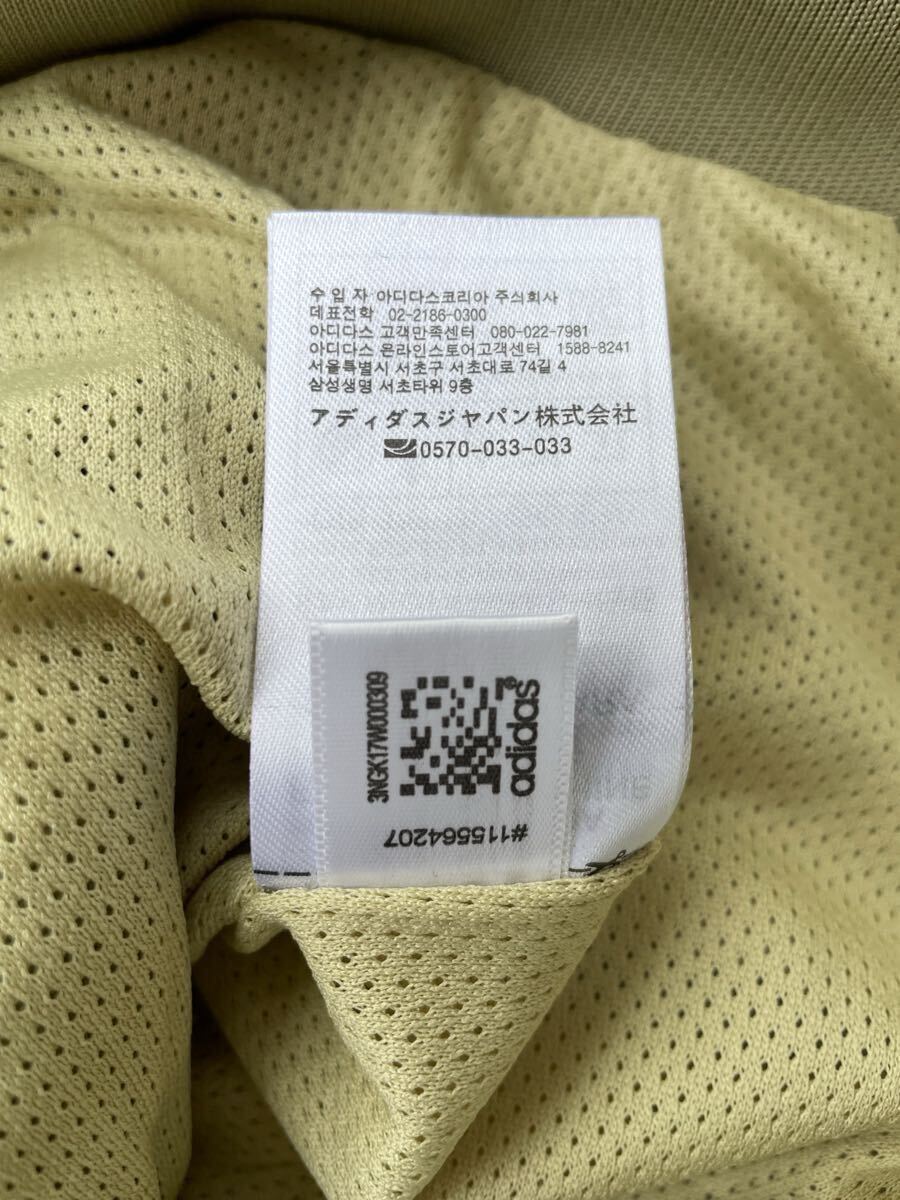 수 입 자 아디다스코리아 주식회사
대표전화 02-2186-0300
아디다스 고객만족센터 080-022-7981
아디다스 온라인스토어고객센터 1588-8241
서울특별시 서초구 서초대로 74길 4
삼성생명 서초타워 9층
アディダスジャパン株式会社
0570-033-033
3NGK17W000309
adidas®
#115564207